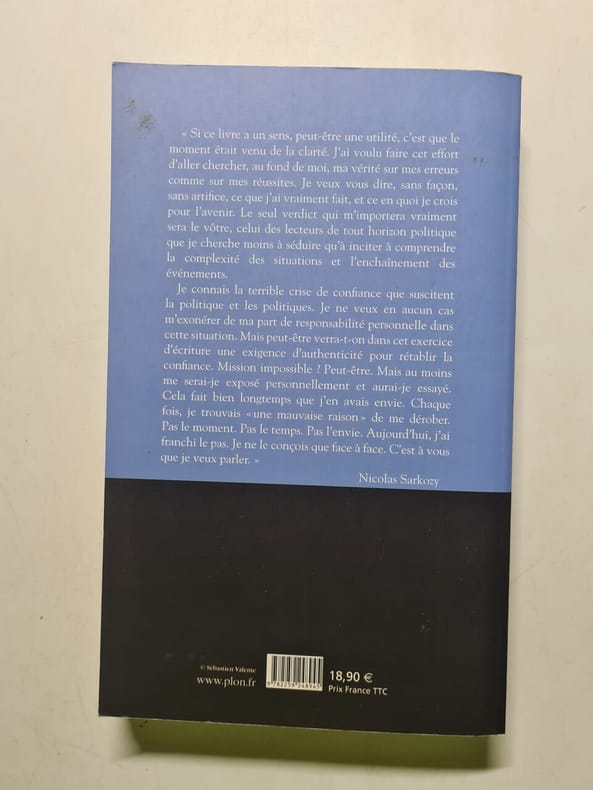 « Si ce livre a un sens, peut-être une utilité, c'est que le
moment était venu de la clarté. J'ai voulu faire cet effort
d'aller chercher, au fond de moi, ma vérité sur mes erreurs
comme sur mes réussites. Je veux vous dire, sans façon,
sans artifice, ce que j'ai vraiment fait, et ce en quoi je crois
pour l'avenir. Le seul verdict qui m'importera vraiment
sera le vôtre, celui des lecteurs de tout horizon politique
que je cherche moins à séduire qu'à inciter à comprendre
la complexité des situations et l'enchaînement des
événements.
Je connais la terrible crise de confiance que suscitent
la politique et les politiques. Je ne veux en aucun cas
m'exonérer de ma part de responsabilité personnelle dans
cette situation. Mais peut-être verra-t-on dans cet exercice
d'écriture une exigence d'authenticité pour rétablir la
confiance. Mission impossible ? Peut-être. Mais au moins
me serai-je exposé personnellement et aurai-je essayé.
Cela fait bien longtemps que j'en avais envie. Chaque
fois, je trouvais « une mauvaise raison » de me dérober.
Pas le moment. Pas le temps. Pas l'envie. Aujourd'hui, j'ai
franchi le pas. Je ne le conçois que face à face. C'est à vous
que je veux parler. »
Nicolas Sarkozy
© Sébastien Valente
www.plon.fr
9 782259 248945
18,90 €
Prix France TTC